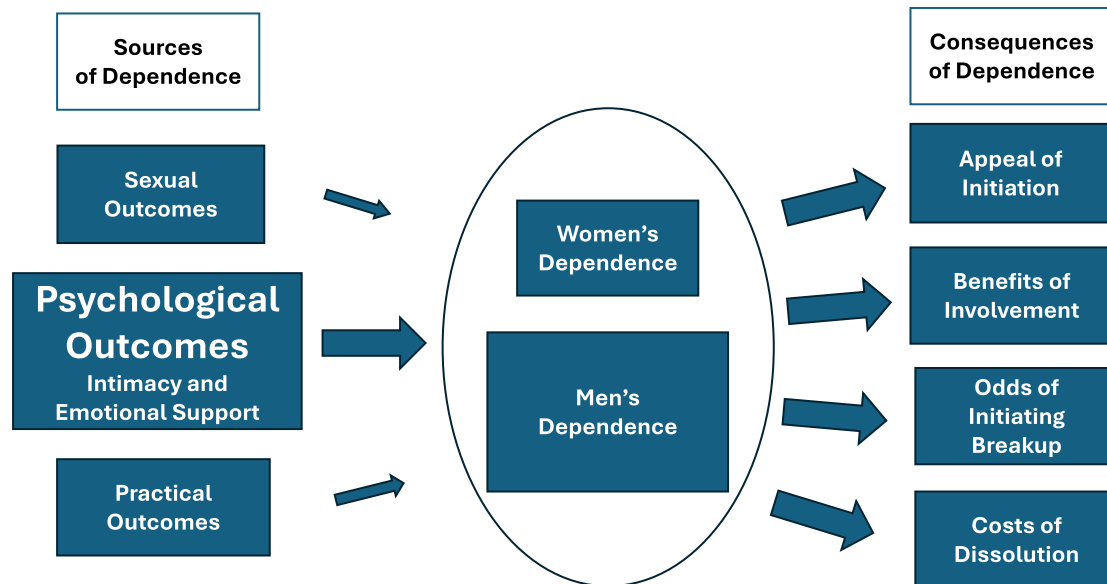 Sources
of Dependence
Sexual
Outcomes
Psychological
Outcomes
Intimacy and
Emotional Support
Practical
Outcomes
Women’s
Dependence
Men’s
Dependence
Consequences
of Dependence
Appeal of
Initiation
Benefits of
Involvement
Odds of
Initiating
Breakup
Costs of
Dissolution